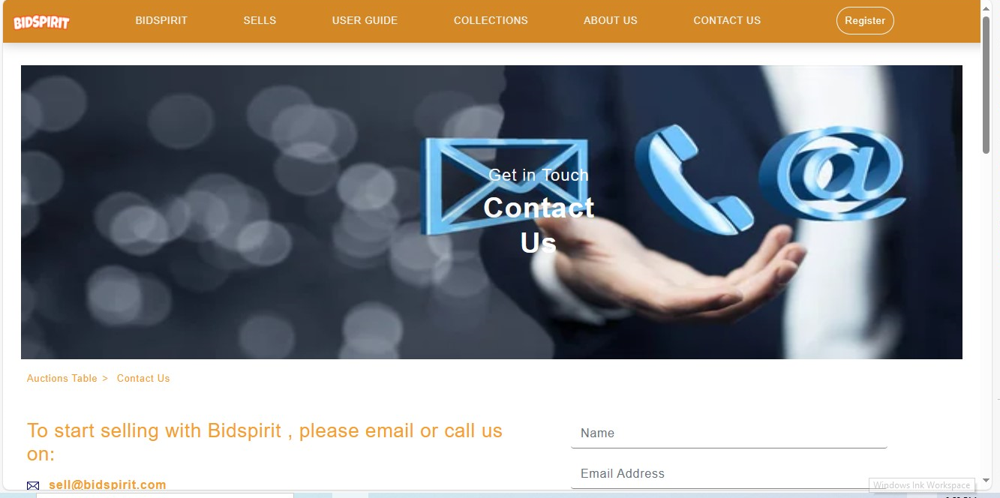 BIDSPIRIT BIDSPIRIT SELLS USER GUIDE COLLECTIONS ABOUT US CONTACT US Register
Get in Touch
Contact
Us
Auctions Table > Contact Us
To start selling with Bidspirit , please email or call us
on:
sell@bidspirit.com
Name
Email Address
Windows Ink Workspace